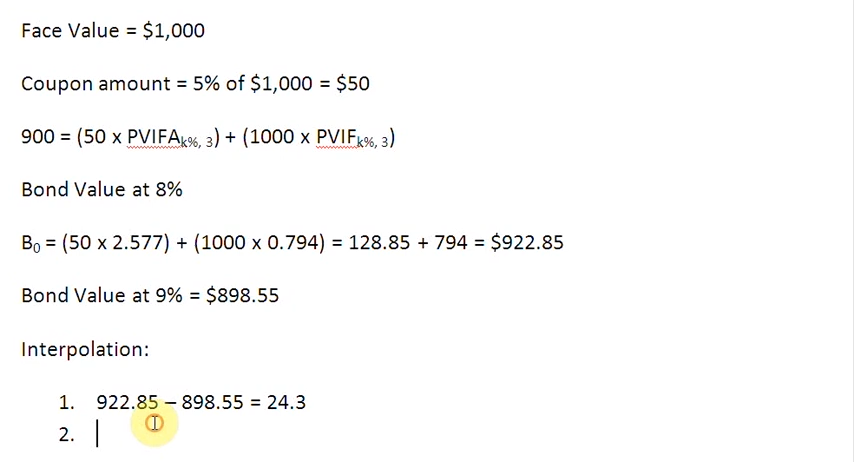 Face Value = $1,000
Coupon amount = 5% of $1,000 = $50
900 = (50 x PVIFAk%, 3) + (1000 x PVIFk%, 3)
Bond Value at 8%
B0 = (50 x 2.577) + (1000 x 0.794) = 128.85 + 794 = $922.85
Bond Value at 9% = $898.55
Interpolation:
1. 922.85 – 898.55 = 24.3
2.